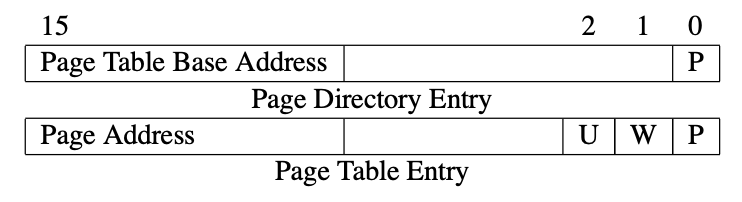 15 2 1 0
Page Table Base Address P
Page Directory Entry
Page Address U W P
Page Table Entry